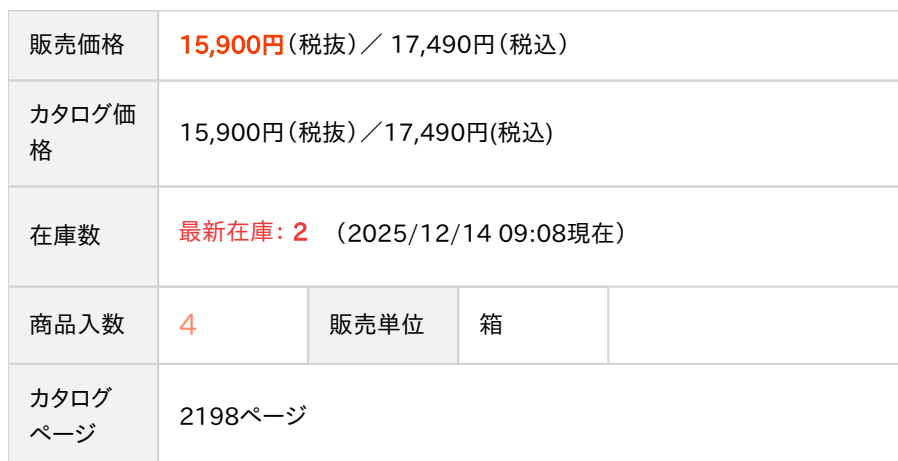 販売価格 15,900円（税抜）／ 17,490円（税込）
カタログ価
格
15,900円（税抜）／17,490円(税込)
在庫数 最新在庫：2 （2025/12/14 09:08現在）
商品入数 4 販売単位 箱
カタログ
ページ
2198ページ